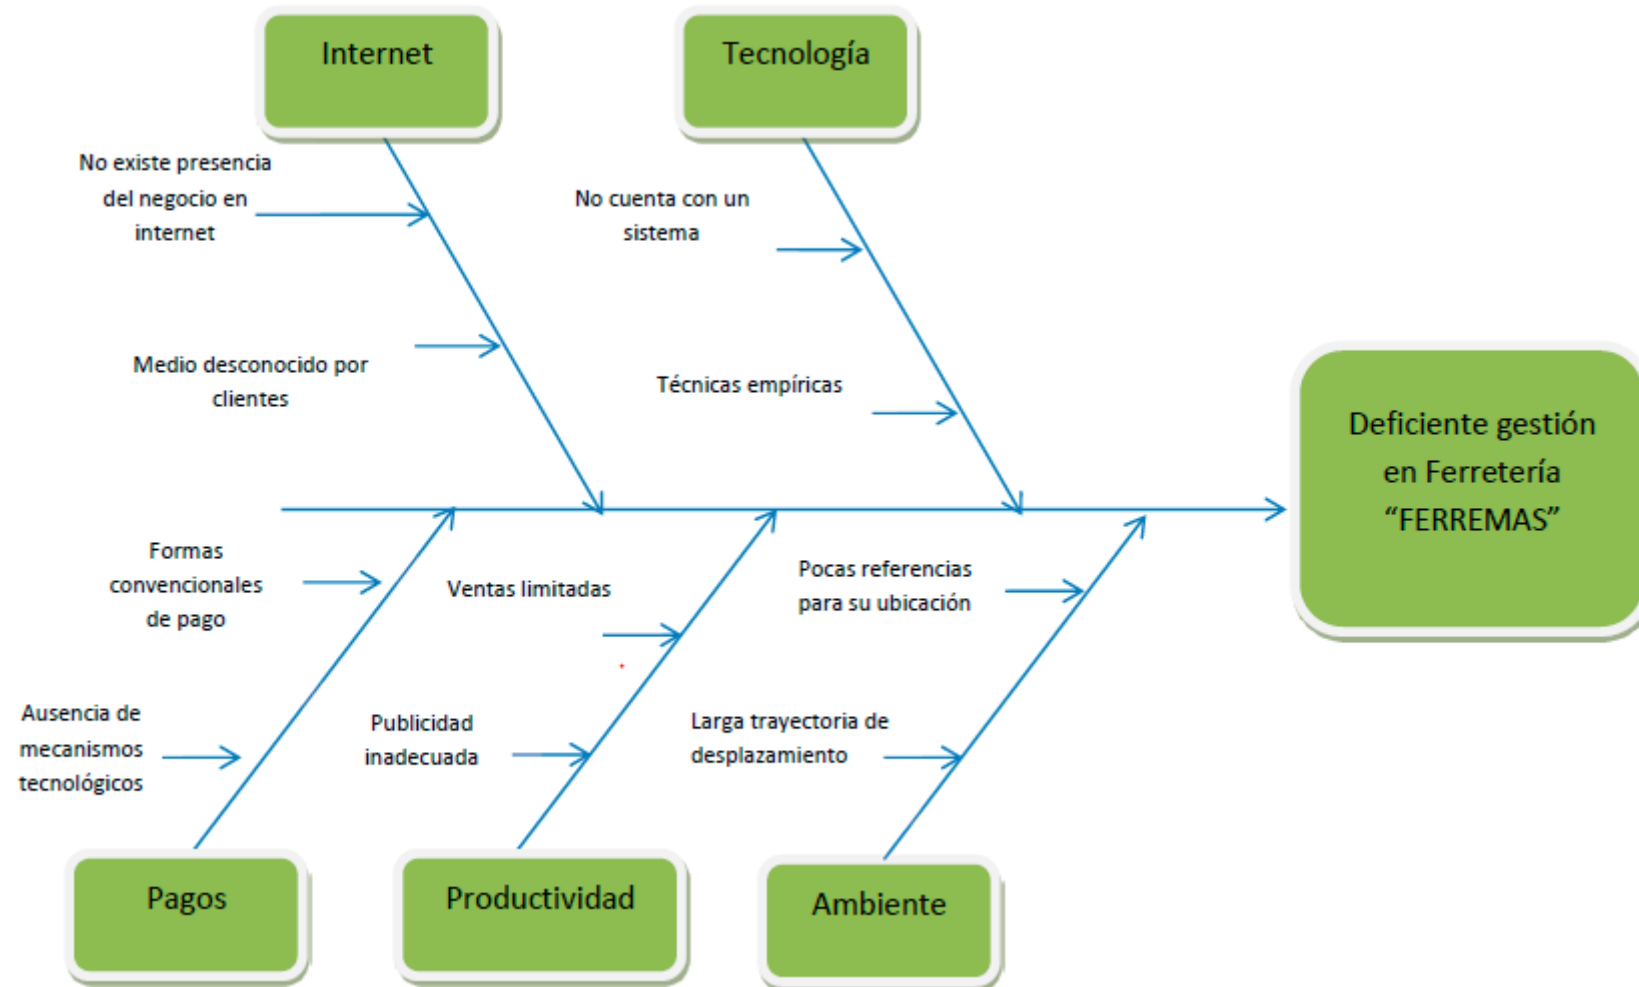 Internet
Tecnología
No existe presencia
del negocio en
internet
No cuenta con un
sistema
Medio desconocido por
clientes
Técnicas empíricas
Deficiente gestión
en Ferretería
“FERREMAS”
Formas
convencionales
de pago
Ventas limitadas
Pocas referencias
para su ubicación
Ausencia de
mecanismos
tecnológicos
Publicidad
inadecuada
Larga trayectoria de
desplazamiento
Pagos
Productividad
Ambiente